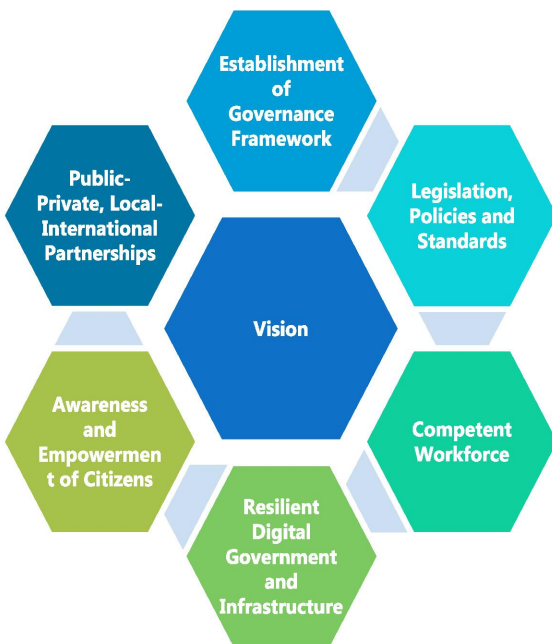 Establishment
of
Governance
Framework
Public-
Private, Local-
International
Partnerships
Legislation,
Policies and
Standards
Vision
Awareness
and
Empowermen
t of Citizens
Competent
Workforce
Resilient
Digital
Government
and
Infrastructure